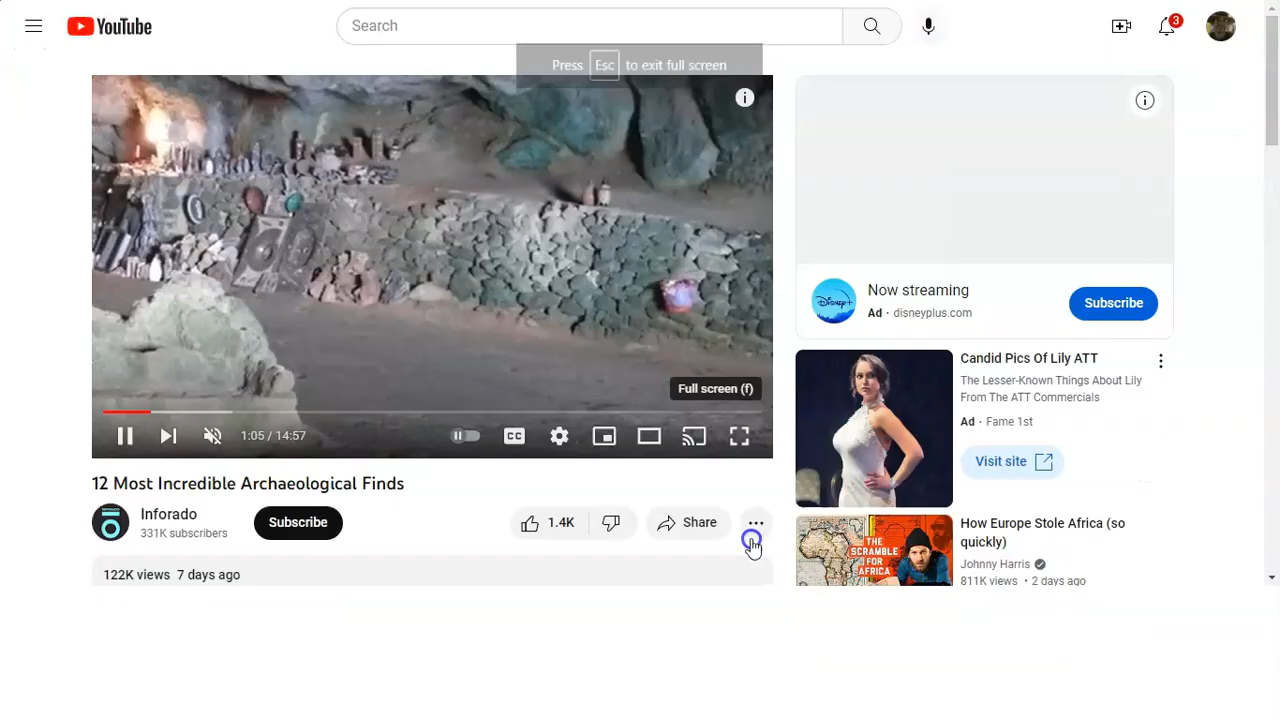 YouTube
Search
3
Press Esc to exit full screen
Full screen (f)
1:05 / 14:57
CC
12 Most Incredible Archaeological Finds
Inforado
331K subscribers
Subscribe
1.4K
Share
122K views 7 days ago
Now streaming
Ad · disneyplus.com
Subscribe
Disney+
Candid Pics Of Lily ATT
The Lesser-Known Things About Lily
From The ATT Commercials
Ad · Fame 1st
Visit site
THE
SCRAMBLE
FOR
AFRICA
How Europe Stole Africa (so
quickly)
Johnny Harris
811K views · 2 days ago